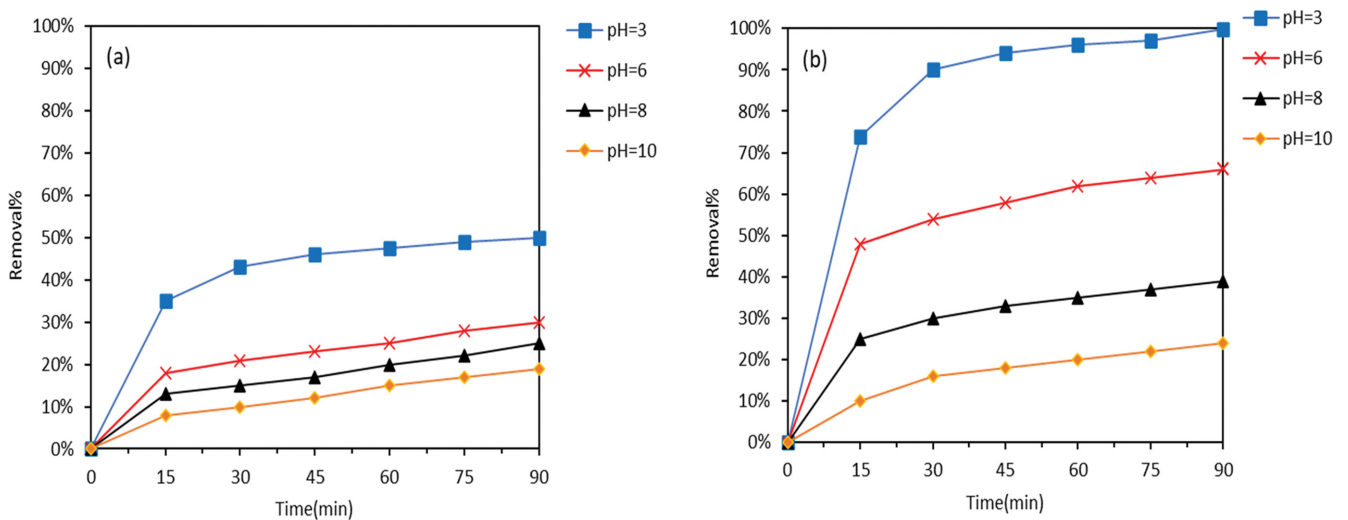 (a)
Removal%
100%
90%
80%
70%
60%
50%
40%
30%
20%
10%
0%
0 15 30 45 60 75 90
Time(min)
pH=3
pH=6
pH=8
pH=10
(b)
Removal%
100%
90%
80%
70%
60%
50%
40%
30%
20%
10%
0%
0 15 30 45 60 75 90
Time(min)
pH=3
pH=6
pH=8
pH=10